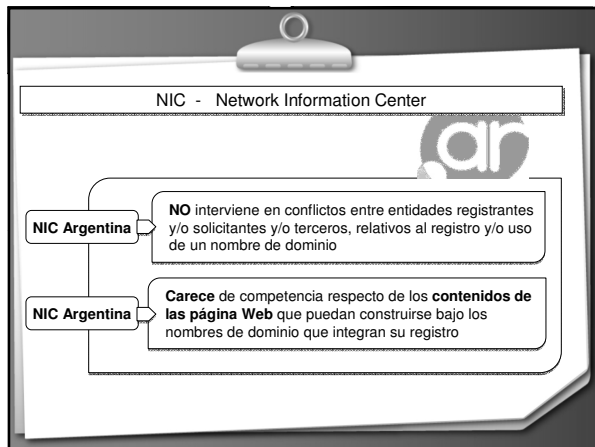 NIC - Network Information Center
.ar
NIC Argentina
NO interviene en conflictos entre entidades registrantes
y/o solicitantes y/o terceros, relativos al registro y/o uso
de un nombre de dominio
NIC Argentina
Carece de competencia respecto de los contenidos de
las página Web que puedan construirse bajo los
nombres de dominio que integran su registro